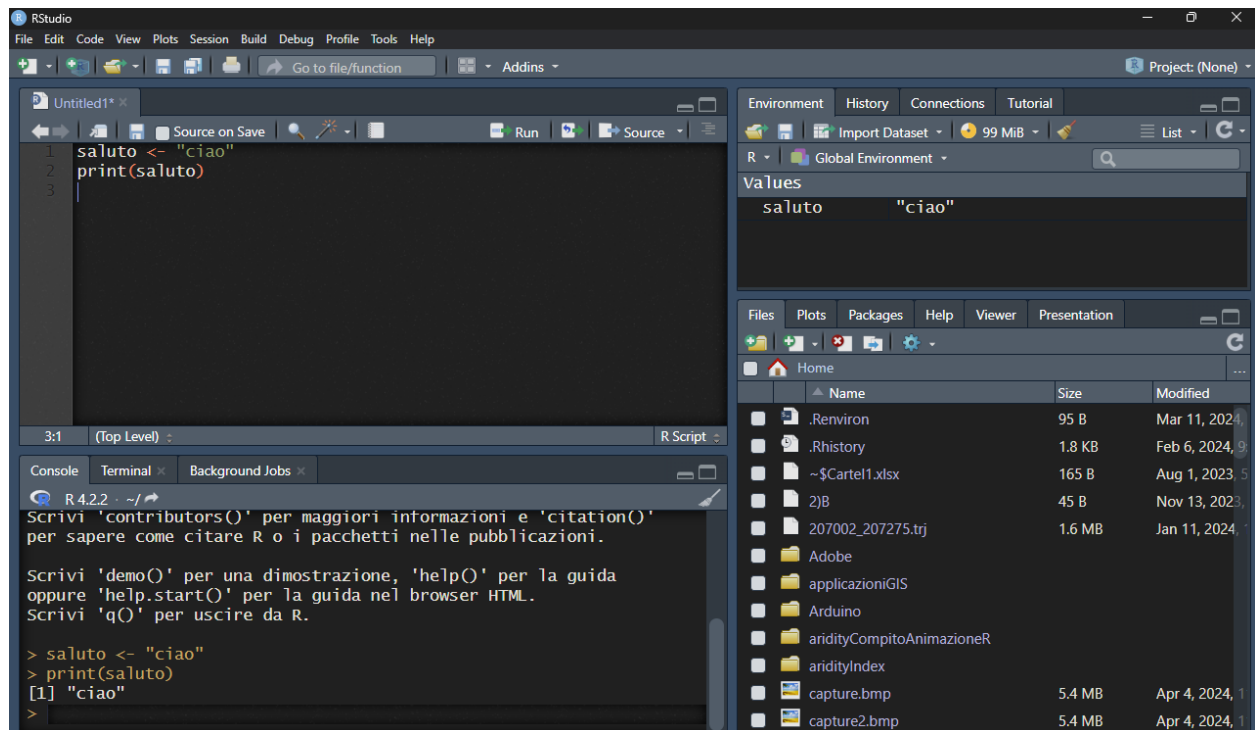 RStudio
File Edit Code View Plots Session Build Debug Profile Tools Help
Go to file/function Addins Project: (None)
Untitled1*
Source on Save Run Source
1 saluto <- "ciao"
2 print(saluto)
3
3:1 (Top Level) R Script
Console Terminal Background Jobs
R 4.2.2 · ~/
Scrivi 'contributors()' per maggiori informazioni e 'citation()'
per sapere come citare R o i pacchetti nelle pubblicazioni.
Scrivi 'demo()' per una dimostrazione, 'help()' per la guida
oppure 'help.start()' per la guida nel browser HTML.
Scrivi 'q()' per uscire da R.
> saluto <- "ciao"
> print(saluto)
[1] "ciao"
>
Environment History Connections Tutorial
Import Dataset 99 MiB List
R Global Environment
Values
saluto "ciao"
Files Plots Packages Help Viewer Presentation
Home ...
Name Size Modified
.Renviron 95 B Mar 11, 2024,
.Rhistory 1.8 KB Feb 6, 2024, 9
~$Cartel1.xlsx 165 B Aug 1, 2023, 5
2)B 45 B Nov 13, 2023,
207002_207275.trj 1.6 MB Jan 11, 2024,
Adobe
applicazioniGIS
Arduino
aridityCompitoAnimazioneR
aridityIndex
capture.bmp 5.4 MB Apr 4, 2024, 1
capture2.bmp 5.4 MB Apr 4, 2024, 1